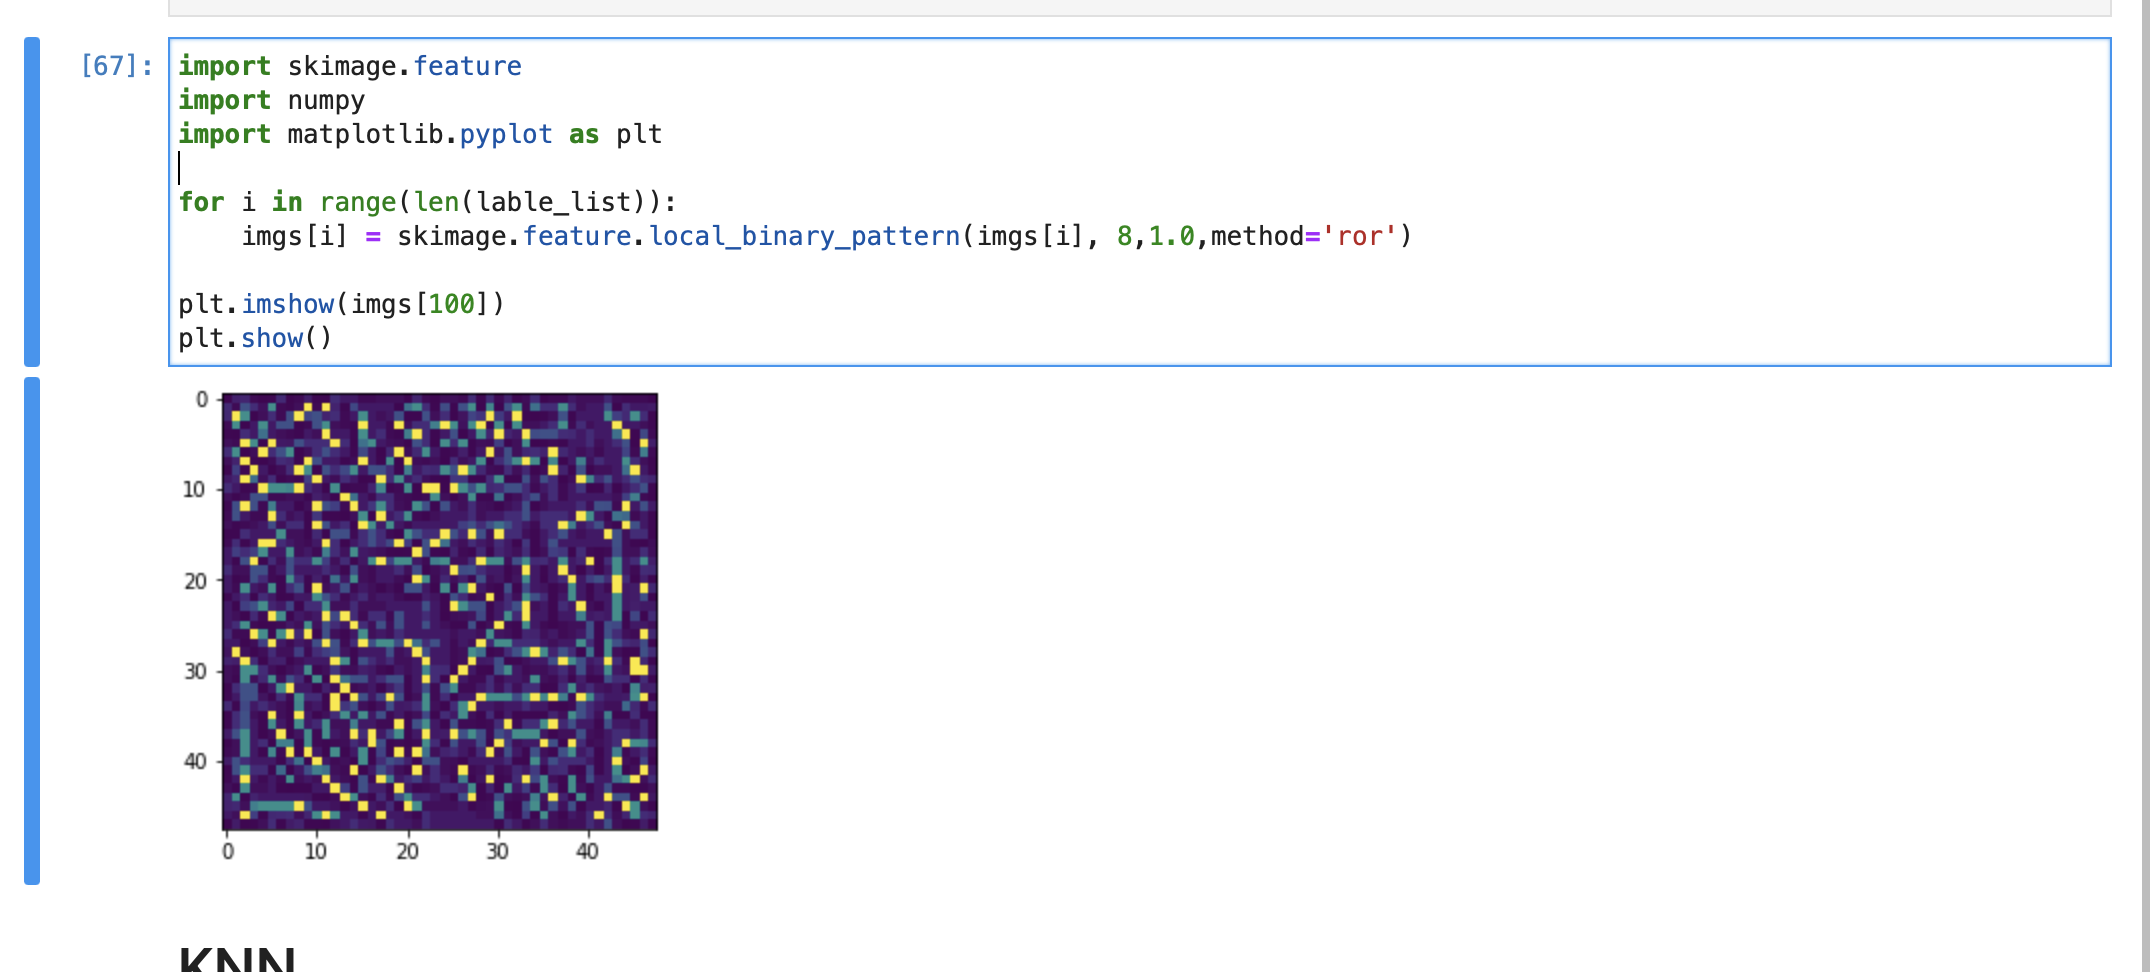 [67]:
import skimage.feature
import numpy
import matplotlib.pyplot as plt
for i in range(len(lable_list)):
    imgs[i] = skimage.feature.local_binary_pattern(imgs[i], 8,1.0,method='ror')
plt.imshow(imgs[100])
plt.show()
0
10
20
30
40
0 10 20 30 40
KNN